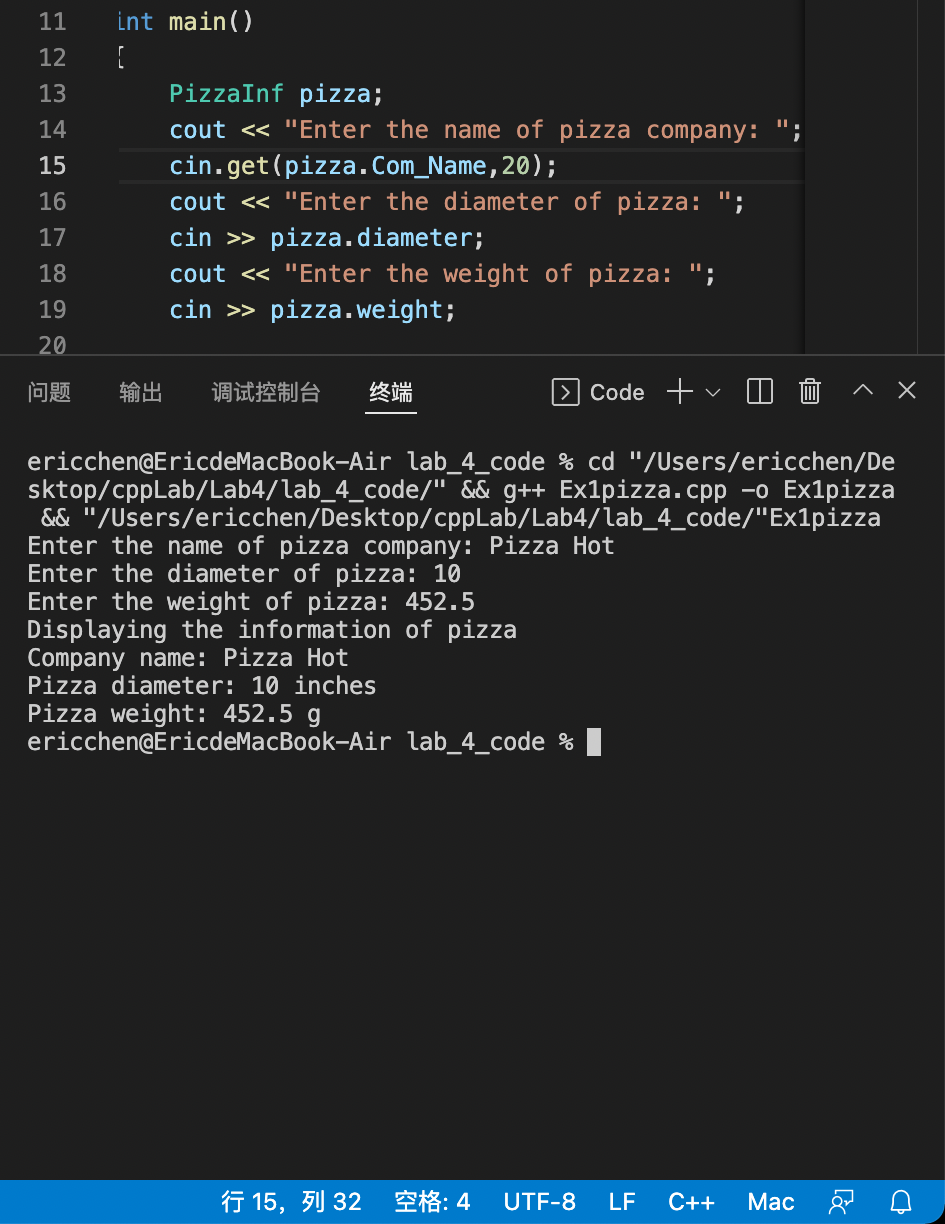 11 int main()
12 {
13 PizzaInf pizza;
14 cout << "Enter the name of pizza company: ";
15 cin.get(pizza.Com_Name,20);
16 cout << "Enter the diameter of pizza: ";
17 cin >> pizza.diameter;
18 cout << "Enter the weight of pizza: ";
19 cin >> pizza.weight;
20
问题 输出 调试控制台 终端 Code
ericchen@EricdeMacBook-Air lab_4_code % cd "/Users/ericchen/De
sktop/cppLab/Lab4/lab_4_code/" && g++ Ex1pizza.cpp -o Ex1pizza
 && "/Users/ericchen/Desktop/cppLab/Lab4/lab_4_code/"Ex1pizza
Enter the name of pizza company: Pizza Hot
Enter the diameter of pizza: 10
Enter the weight of pizza: 452.5
Displaying the information of pizza
Company name: Pizza Hot
Pizza diameter: 10 inches
Pizza weight: 452.5 g
ericchen@EricdeMacBook-Air lab_4_code %
行 15，列 32 空格: 4 UTF-8 LF C++ Mac